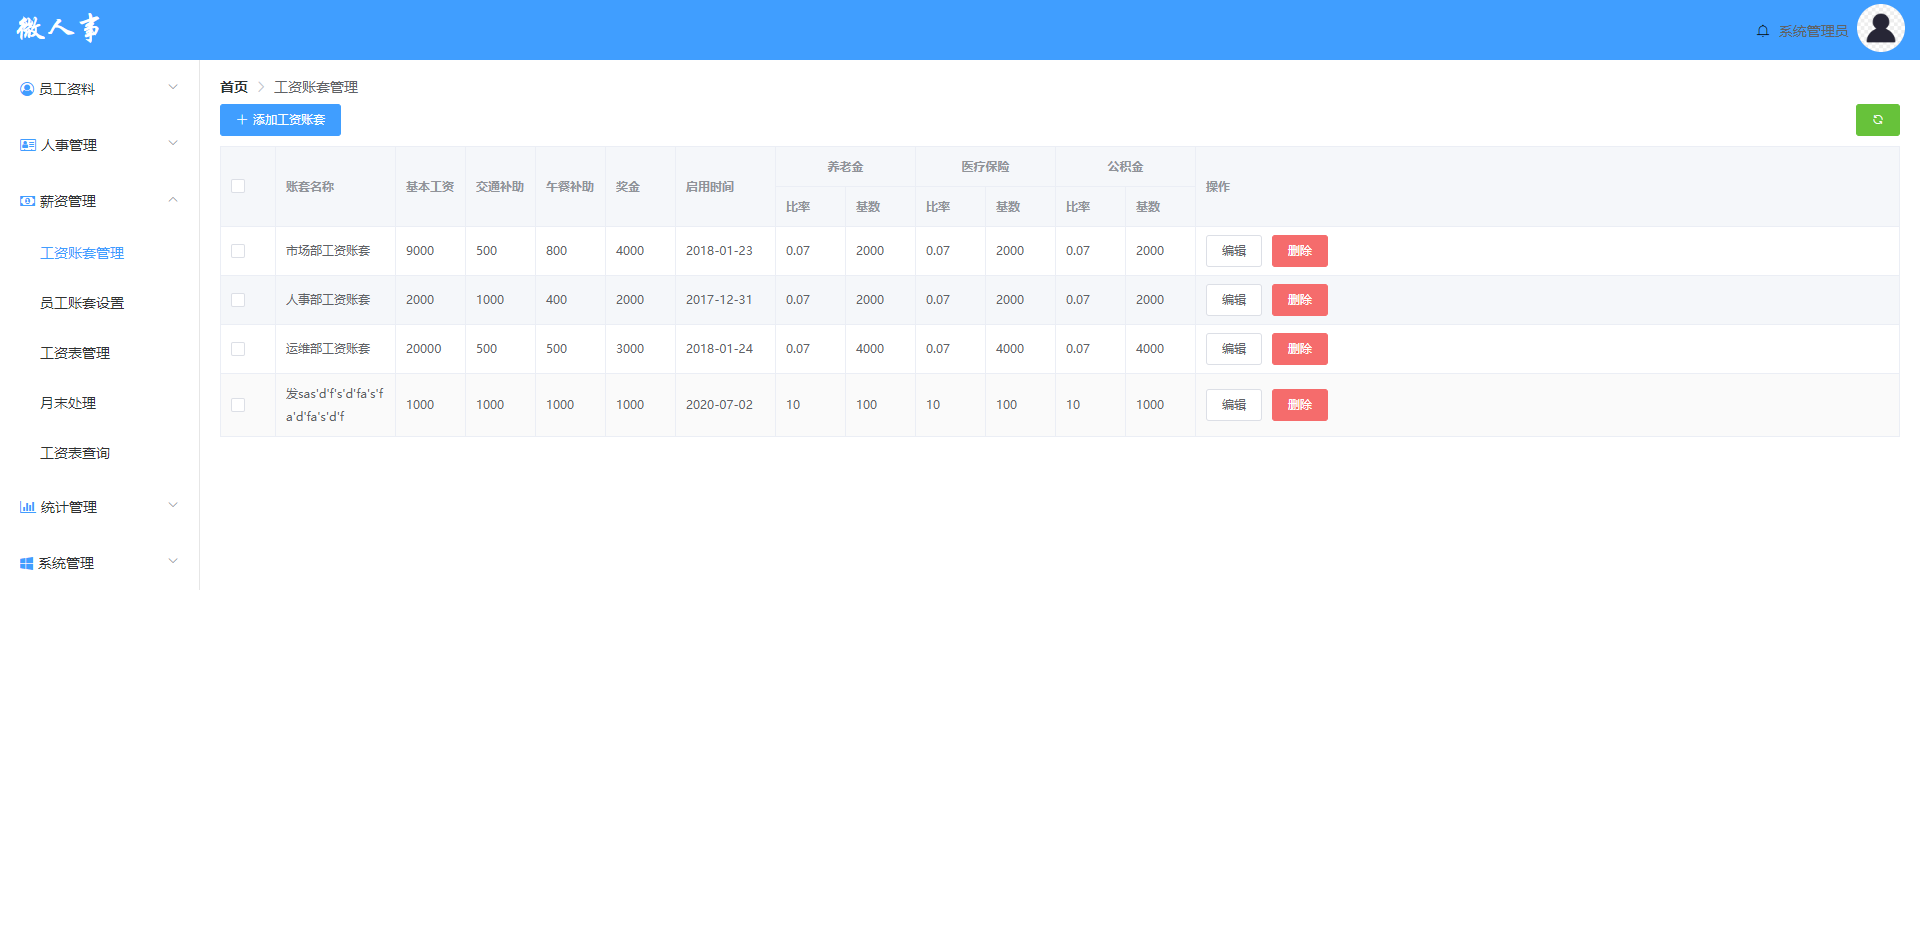 微人事
系统管理员
员工资料
人事管理
薪资管理
工资账套管理
员工账套设置
工资表管理
月末处理
工资表查询
统计管理
系统管理
首页 工资账套管理
添加工资账套
账套名称 基本工资 交通补助 午餐补助 奖金 启用时间 养老金 医疗保险 公积金 操作
比率 基数 比率 基数 比率 基数
市场部工资账套 9000 500 800 4000 2018-01-23 0.07 2000 0.07 2000 0.07 2000 编辑 删除
人事部工资账套 2000 1000 400 2000 2017-12-31 0.07 2000 0.07 2000 0.07 2000 编辑 删除
运维部工资账套 20000 500 500 3000 2018-01-24 0.07 4000 0.07 4000 0.07 4000 编辑 删除
发sas'd'f's'd'fa's'f
a'd'fa's'd'f
1000 1000 1000 1000 2020-07-02 10 100 10 100 10 1000 编辑 删除